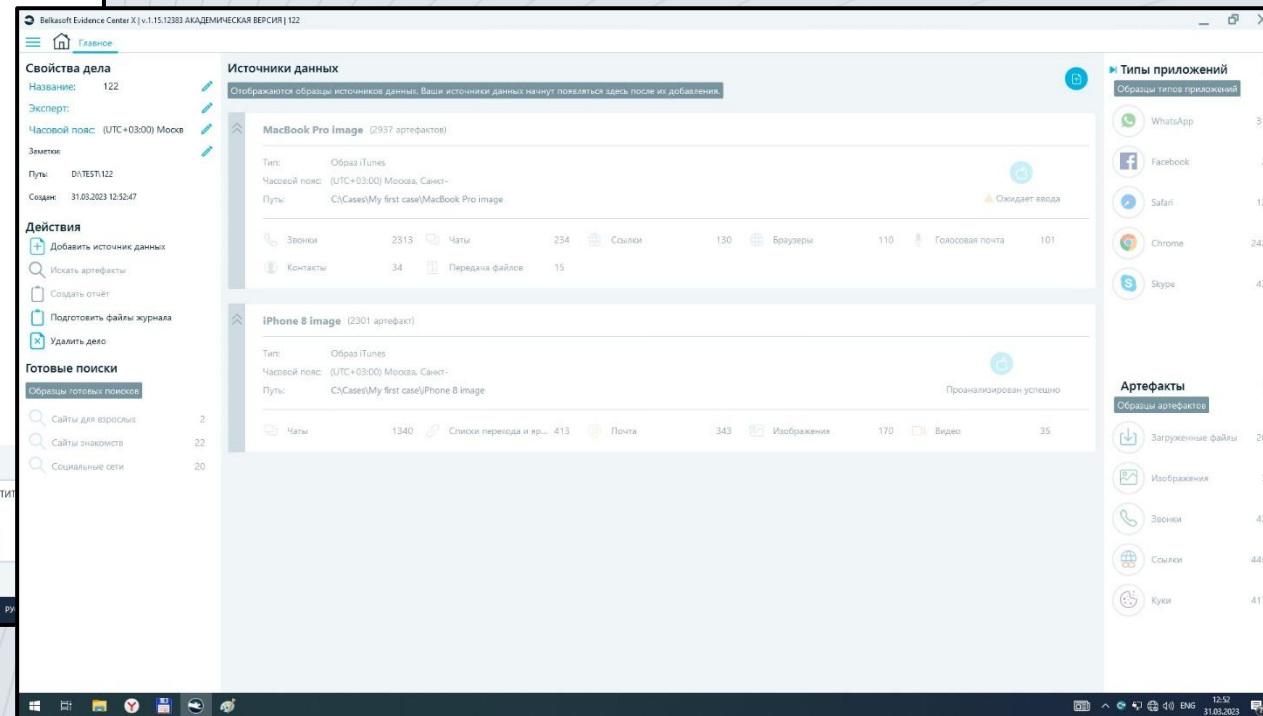 Belkasoft Evidence Center X | v.1.15.12383 АКАДЕМИЧЕСКАЯ ВЕРСИЯ | 122
Главное
Свойства дела
Название: 122
Эксперт:
Часовой пояс: (UTC+03:00) Москв
Заметки:
Путь: D:\TEST\122
Создан: 31.03.2023 12:52:47
Действия
Добавить источник данных
Искать артефакты
Создать отчёт
Подготовить файлы журнала
Удалить дело
Готовые поиски
Образцы готовых поисков
Сайты для взрослых 2
Сайты знакомств 22
Социальные сети 20
Источники данных
Отображаются образцы источников данных. Ваши источники данных начнут появляться здесь после их добавления.
MacBook Pro image (2937 артефактов)
Тип: Образ iTunes
Часовой пояс: (UTC+03:00) Москва, Санкт-
Путь: C:\Cases\My first case\MacBook Pro image
Ожидает ввода
Звонки 2313 Чаты 234 Ссылки 130 Браузеры 110 Голосовая почта 101
Контакты 34 Передача файлов 15
iPhone 8 image (2301 артефакт)
Тип: Образ iTunes
Часовой пояс: (UTC+03:00) Москва, Санкт-
Путь: C:\Cases\My first case\iPhone 8 image
Проанализирован успешно
Чаты 1340 Списки перехода и яр... 413 Почта 343 Изображения 170 Видео 35
Типы приложений
Образцы типов приложений
WhatsApp
Facebook
Safari
Chrome
Skype
Артефакты
Образцы артефактов
Загруженные файлы
Изображения
Звонки
Ссылки
Куки
ENG 12:52
31.03.2023